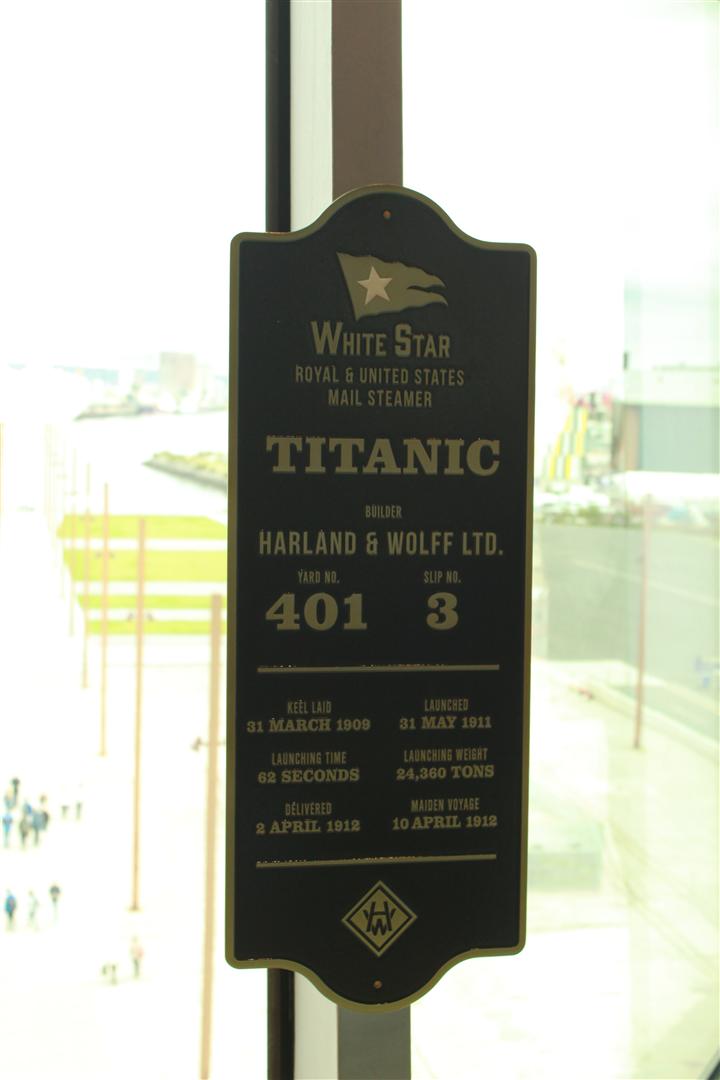 WHITE STAR
ROYAL & UNITED STATES
MAIL STEAMER
TITANIC
BUILDER
HARLAND & WOLFF LTD.
YARD NO. SLIP NO.
401 3
KEEL LAID LAUNCHED
31 MARCH 1909 31 MAY 1911
LAUNCHING TIME LAUNCHING WEIGHT
62 SECONDS 24,360 TONS
DELIVERED MAIDEN VOYAGE
2 APRIL 1912 10 APRIL 1912
HW